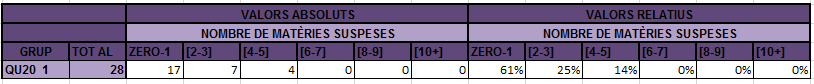 VALORS ABSOLUTS VALORS RELATIUS
NOMBRE DE MATÈRIES SUSPESES NOMBRE DE MATÈRIES SUSPESES
GRUP TOT AL ZERO-1 [2-3] [4-5] [6-7] [8-9] [10+] ZERO-1 [2-3] [4-5] [6-7] [8-9] [10+]
QU20 1 28 17 7 4 0 0 0 61% 25% 14% 0% 0% 0%